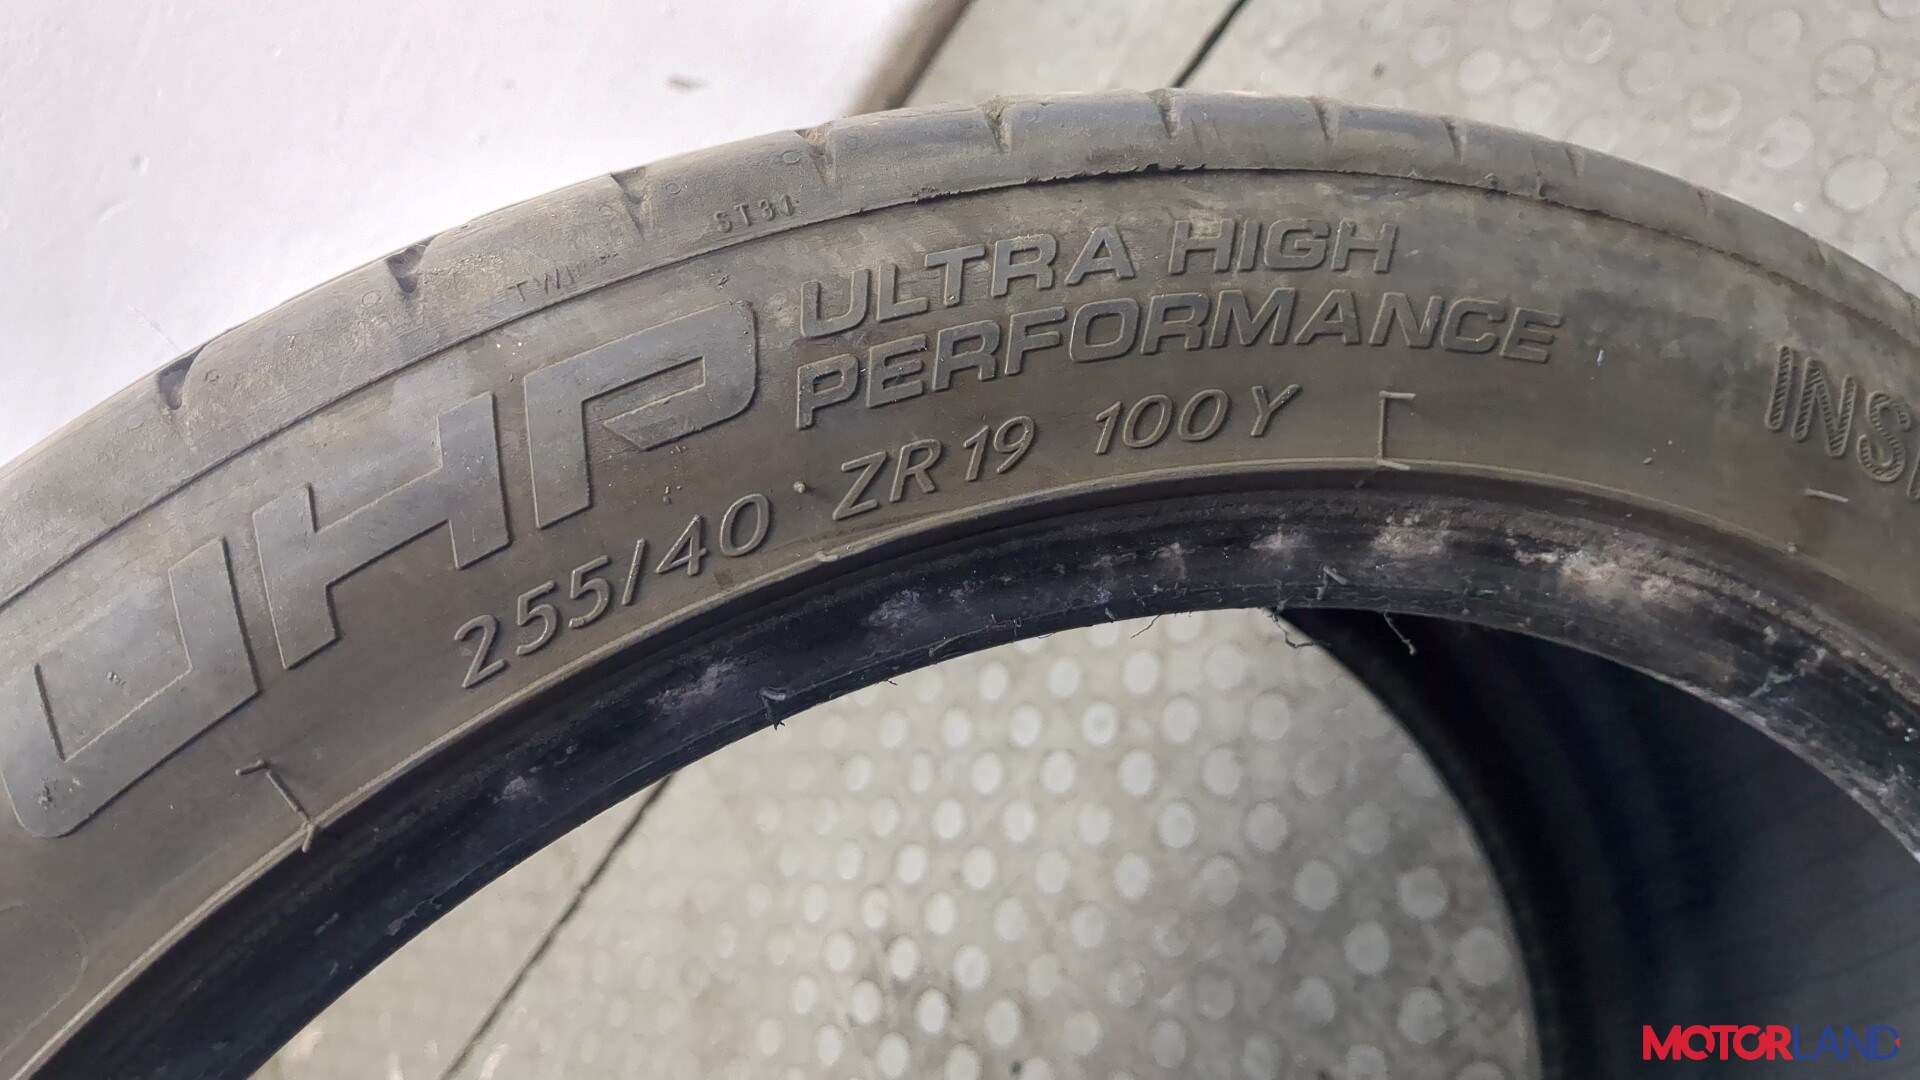 ST31
TWI
UHP
ULTRA HIGH
PERFORMANCE
255/40 ZR19 100Y
MOTORLAND